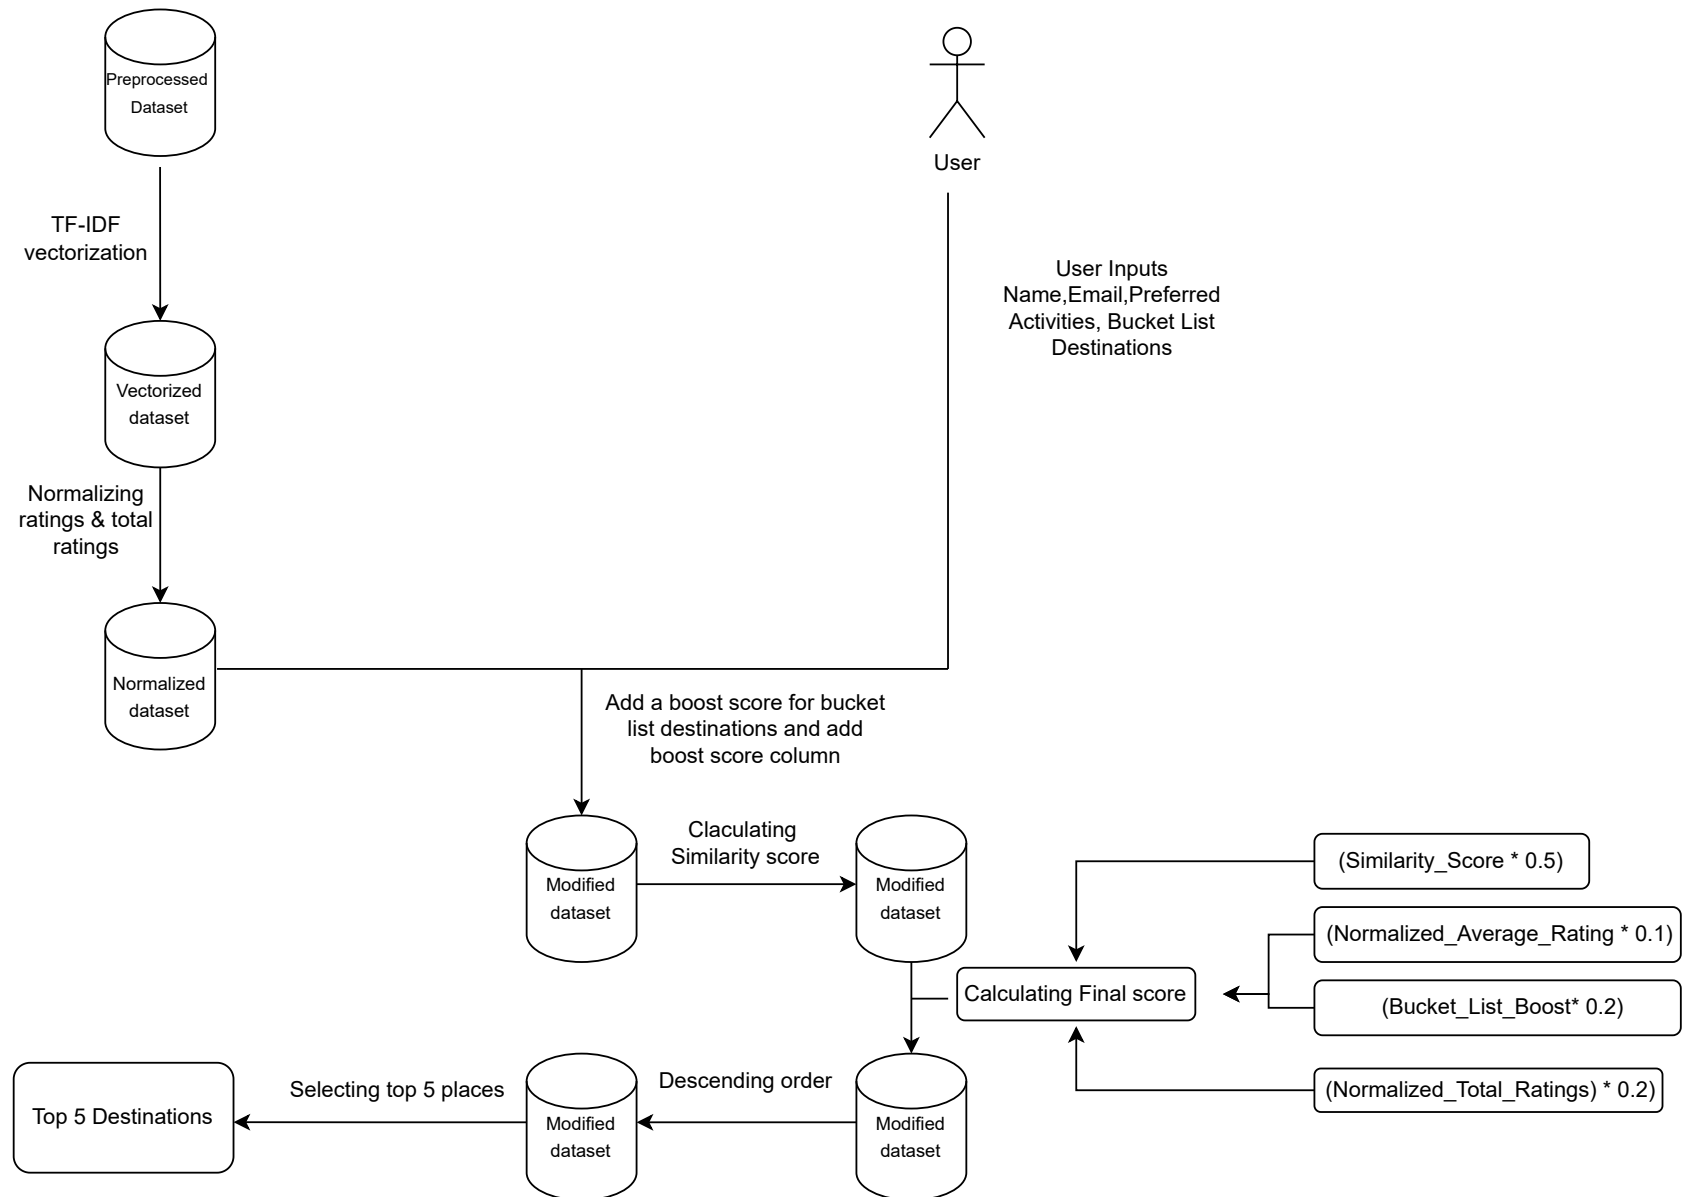 Preprocessed
Dataset
User
TF-IDF
vectorization
User Inputs
Name,Email,Preferred
Activities, Bucket List
Destinations
Vectorized
dataset
Normalizing
ratings & total
ratings
Normalized
dataset
Add a boost score for bucket
list destinations and add
boost score column
Claculating
Similarity score
Modified
dataset
Modified
dataset
(Similarity_Score * 0.5)
(Normalized_Average_Rating * 0.1)
Calculating Final score
(Bucket_List_Boost* 0.2)
(Normalized_Total_Ratings) * 0.2)
Descending order
Selecting top 5 places
Top 5 Destinations
Modified
dataset
Modified
dataset